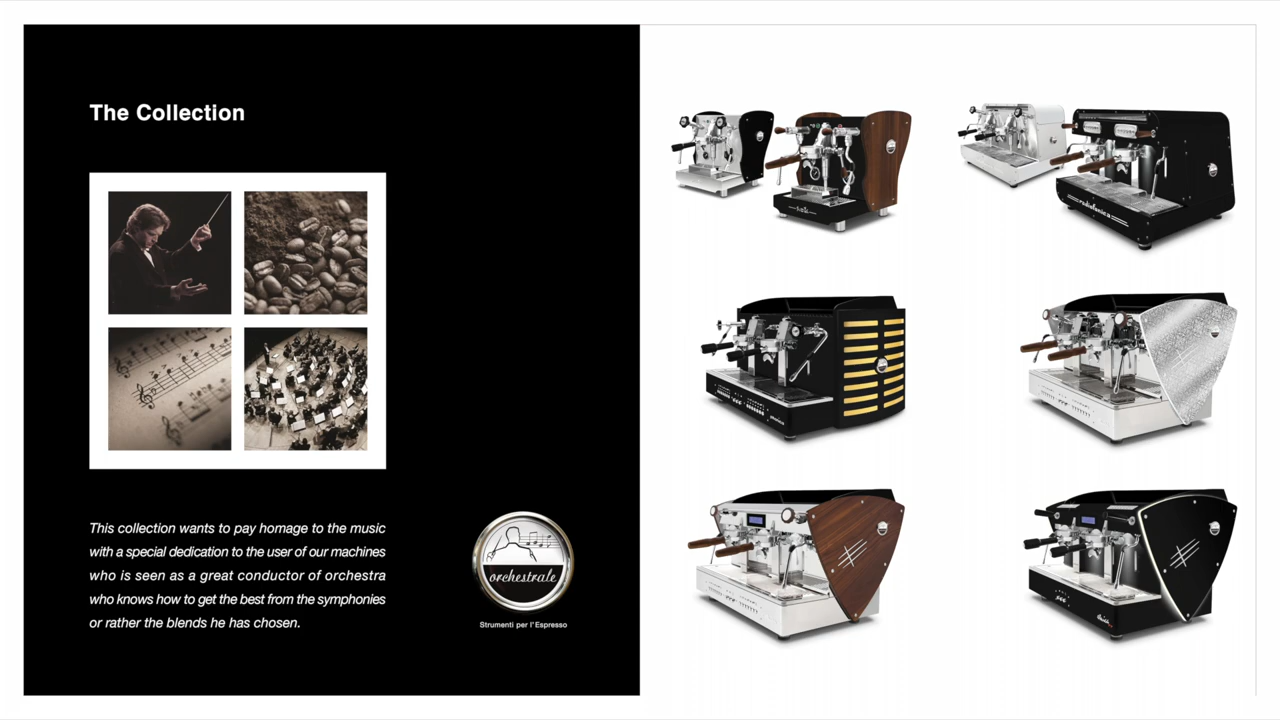 The Collection
This collection wants to pay homage to the music
with a special dedication to the user of our machines
who is seen as a great conductor of orchestra
who knows how to get the best from the symphonies
or rather the blends he has chosen.
orchestrale
Strumenti per l'Espresso
radiofonica